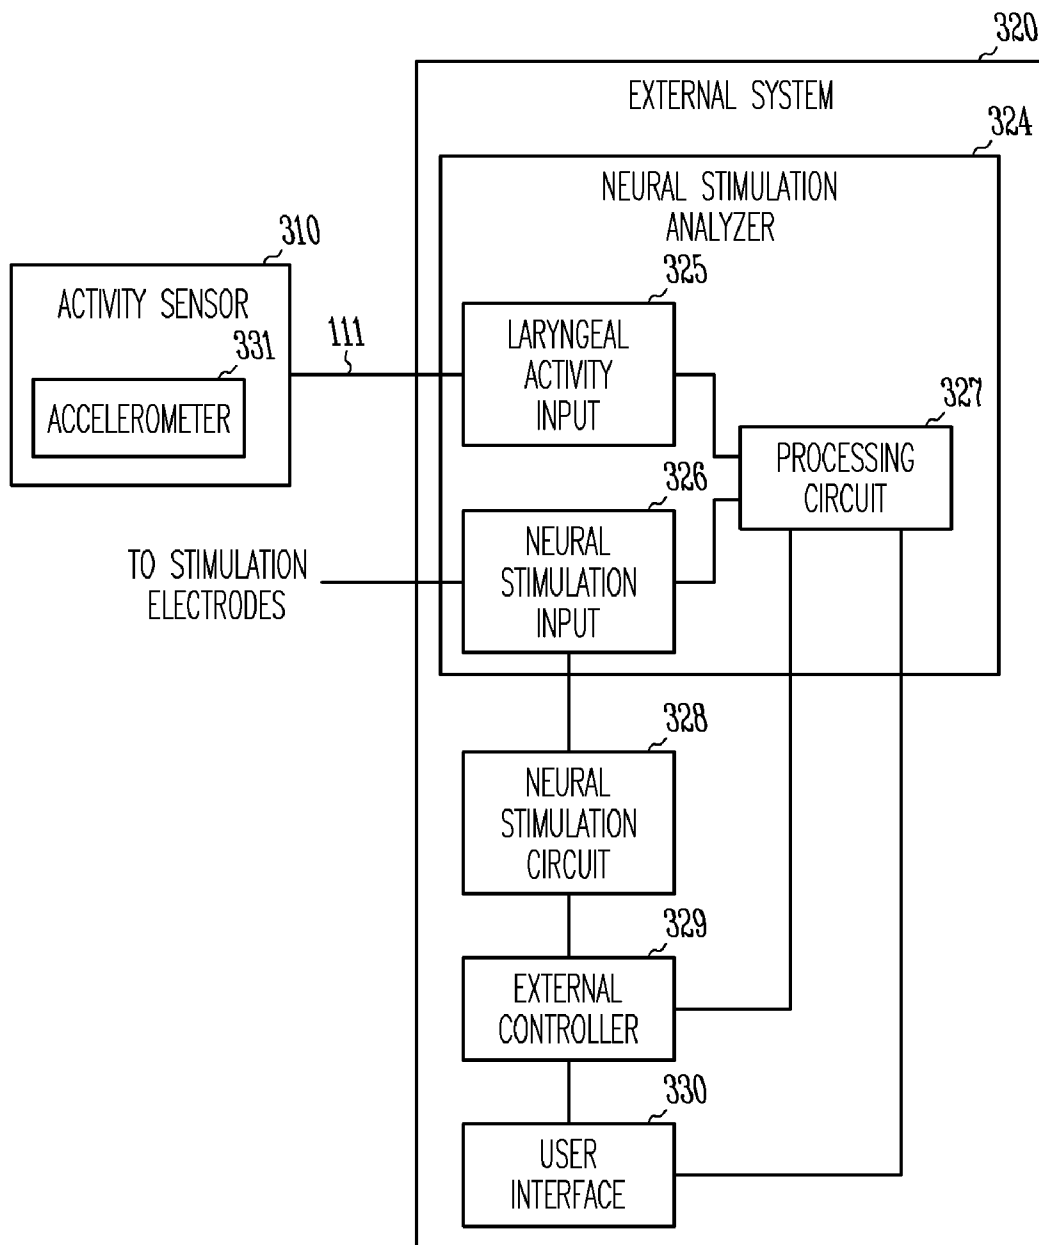 320
EXTERNAL SYSTEM
324
NEURAL STIMULATION
ANALYZER
310
ACTIVITY SENSOR
331
ACCELEROMETER
111
325
LARYNGEAL
ACTIVITY
INPUT
327
PROCESSING
CIRCUIT
326
NEURAL
STIMULATION
INPUT
TO STIMULATION
ELECTRODES
328
NEURAL
STIMULATION
CIRCUIT
329
EXTERNAL
CONTROLLER
330
USER
INTERFACE